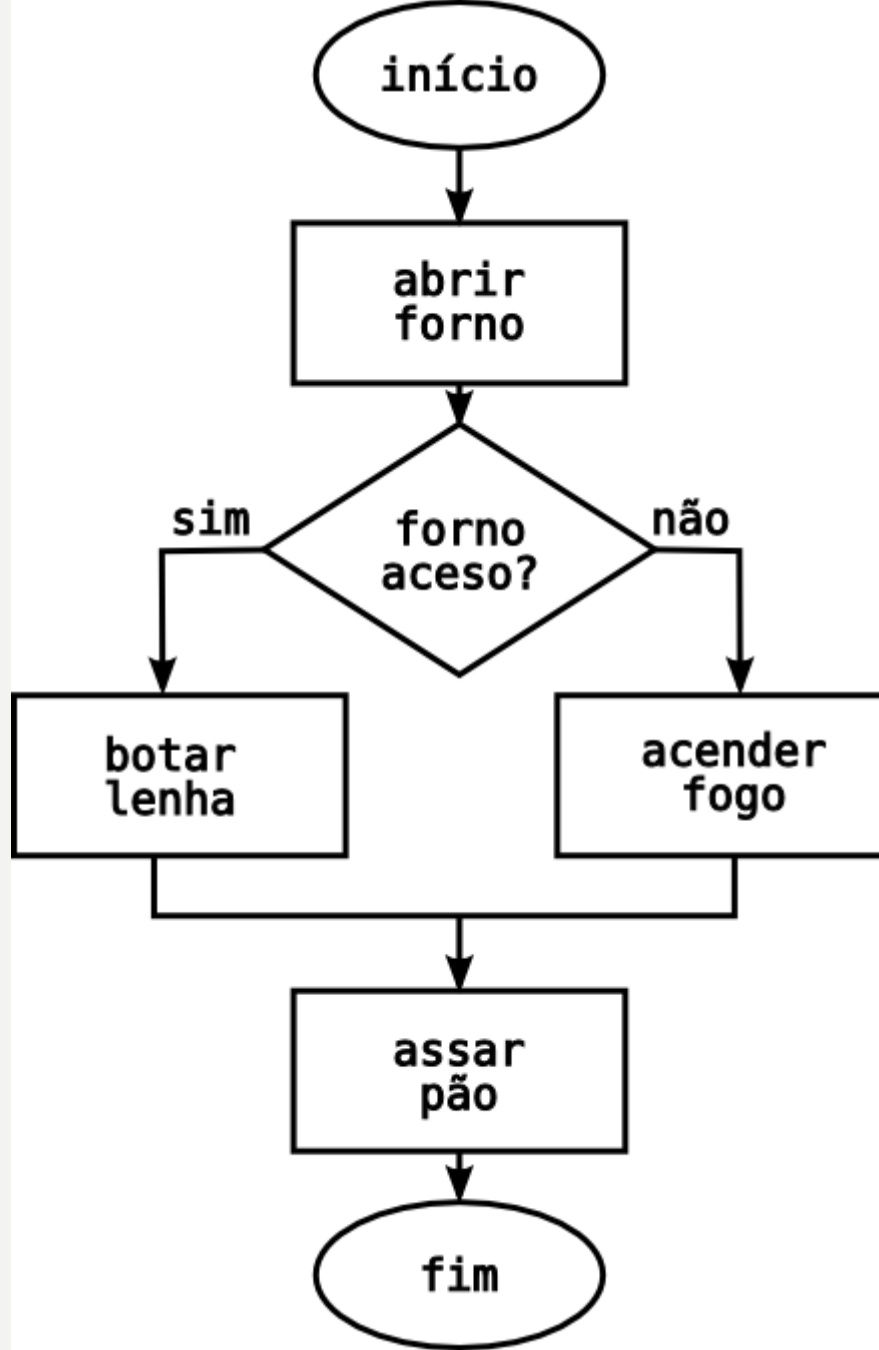 início
abrir
forno
forno
aceso?
sim
não
botar
lenha
acender
fogo
assar
pão
fim